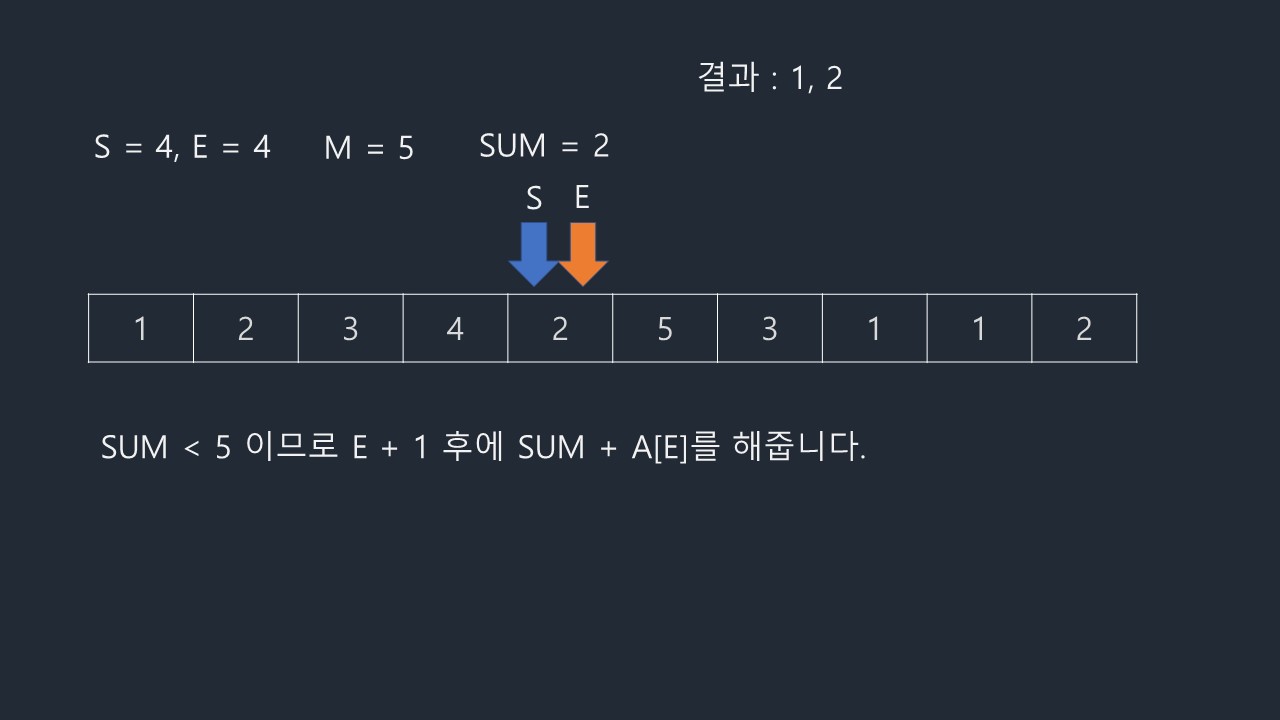 결과 : 1, 2
S = 4, E = 4 M = 5 SUM = 2
S E
1 2 3 4 2 5 3 1 1 2
SUM < 5 이므로 E + 1 후에 SUM + A[E]를 해줍니다.